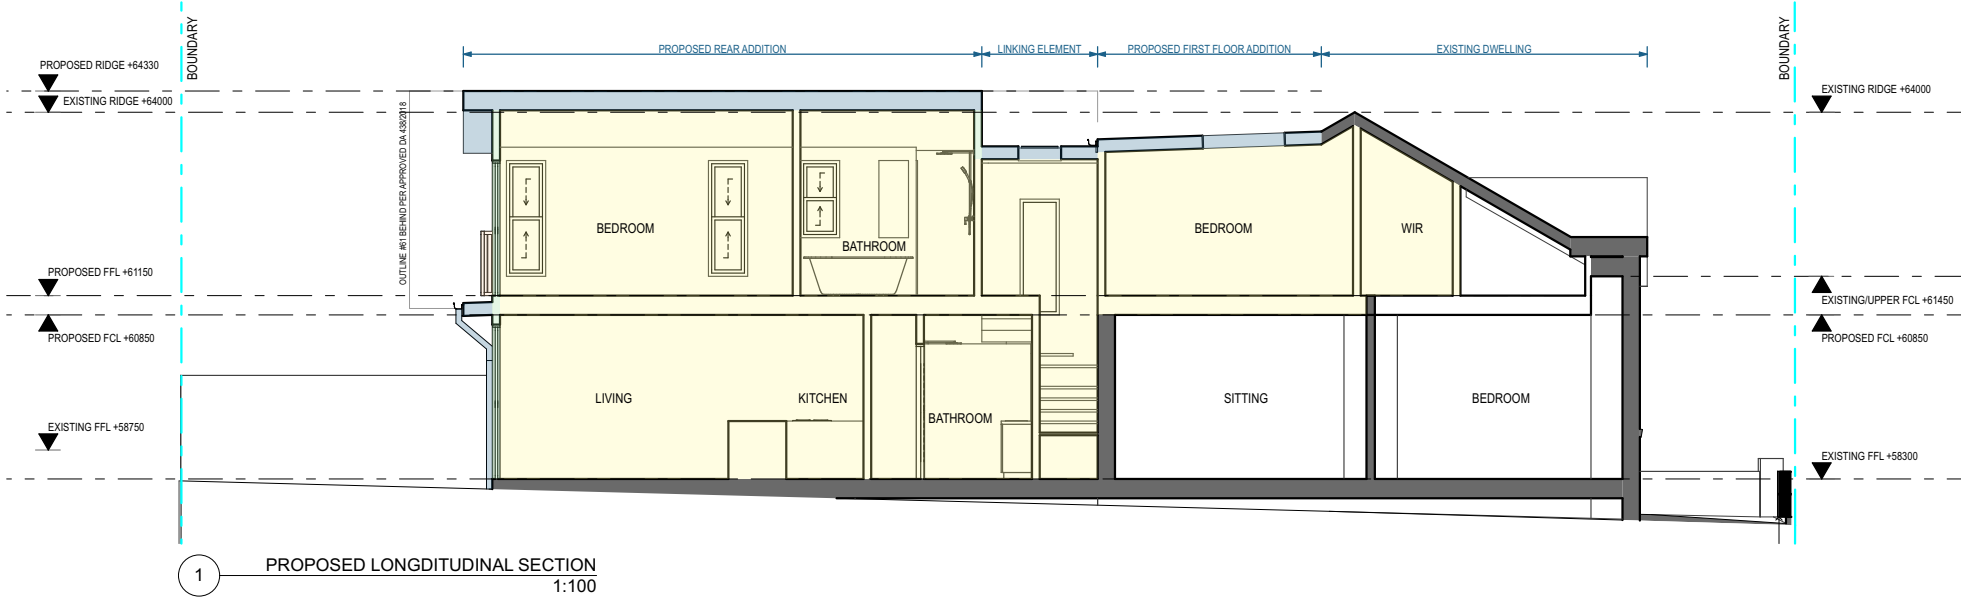 BOUNDARY
BOUNDARY
PROPOSED REAR ADDITION
LINKING ELEMENT
PROPOSED FIRST FLOOR ADDITION
EXISTING DWELLING
PROPOSED RIDGE +64330
EXISTING RIDGE +64000
EXISTING RIDGE +64000
OUTLINE #61 BEHIND PER APPROVED DA 438/2018
BEDROOM
BATHROOM
BEDROOM
WIR
PROPOSED FFL +61150
EXISTING/UPPER FCL +61450
PROPOSED FCL +60850
PROPOSED FCL +60850
LIVING
KITCHEN
BATHROOM
SITTING
BEDROOM
EXISTING FFL +58750
EXISTING FFL +58300
1
PROPOSED LONGDITUDINAL SECTION
1:100